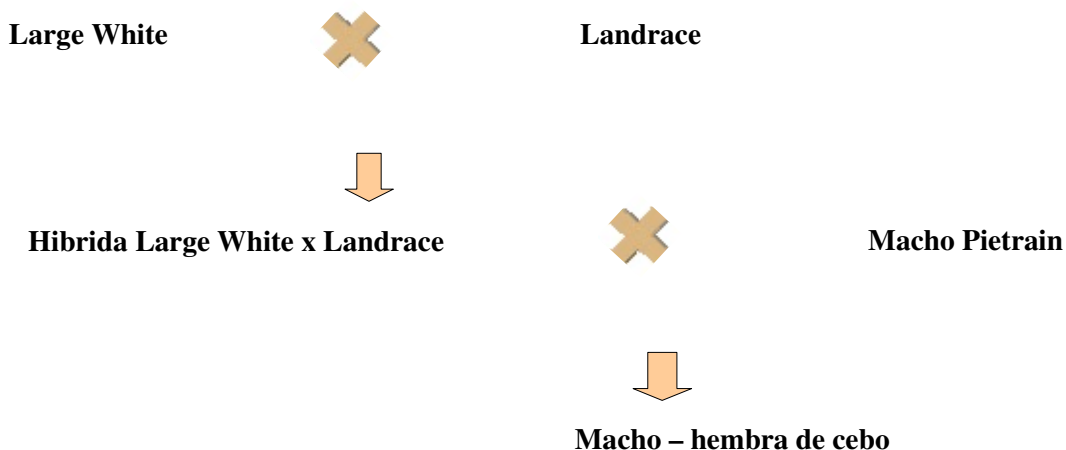 Large White
Landrace
Hibrida Large White x Landrace
Macho Pietrain
Macho – hembra de cebo